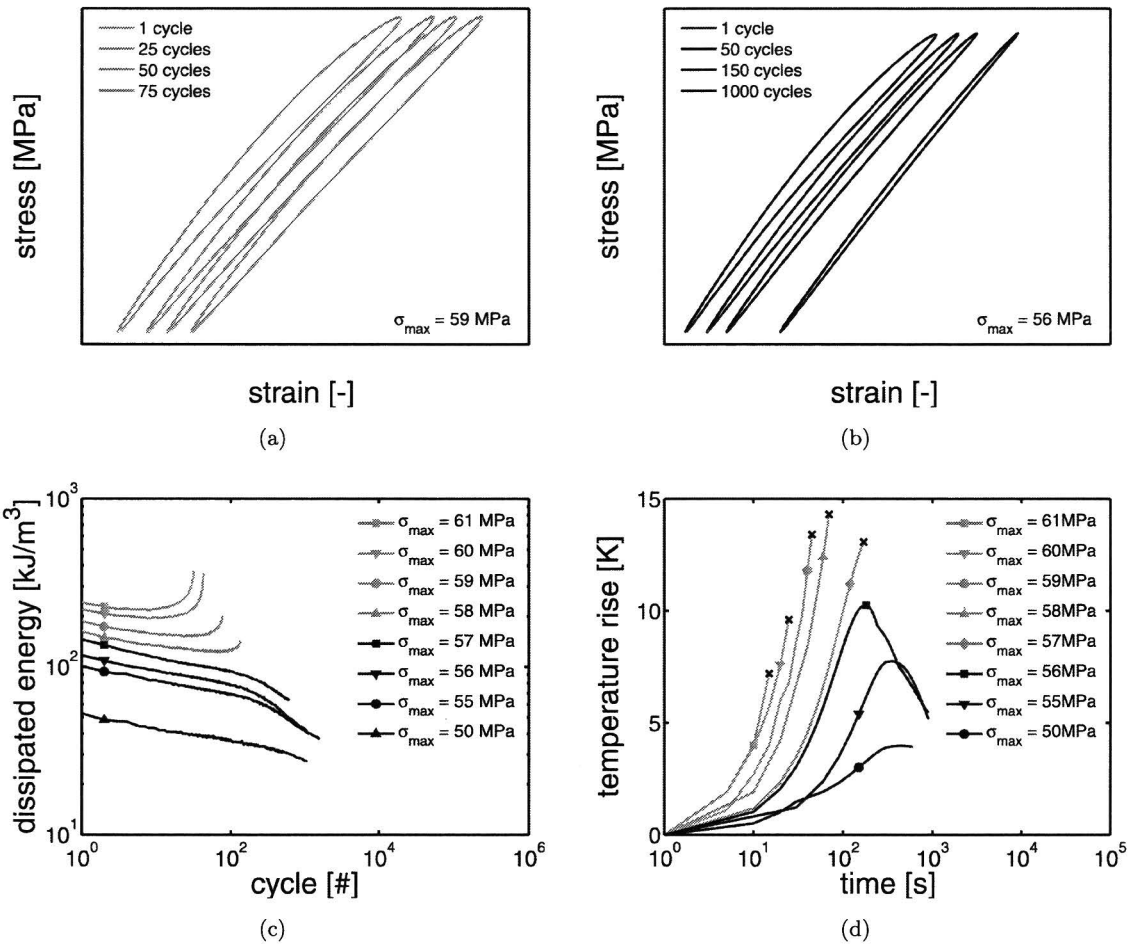 1 cycle
25 cycles
50 cycles
75 cycles
stress [MPa]
σmax = 59 MPa
strain [-]
(a)
1 cycle
50 cycles
150 cycles
1000 cycles
stress [MPa]
σmax = 56 MPa
strain [-]
(b)
dissipated energy [kJ/m³]
10³
10²
10¹
σmax = 61 MPa
σmax = 60 MPa
σmax = 59 MPa
σmax = 58 MPa
σmax = 57 MPa
σmax = 56 MPa
σmax = 55 MPa
σmax = 50 MPa
10⁰ 10² 10⁴ 10⁶
cycle [#]
(c)
temperature rise [K]
15
10
5
0
σmax = 61MPa
σmax = 60MPa
σmax = 59MPa
σmax = 58MPa
σmax = 57MPa
σmax = 56MPa
σmax = 55MPa
σmax = 50MPa
10⁰ 10¹ 10² 10³ 10⁴ 10⁵
time [s]
(d)